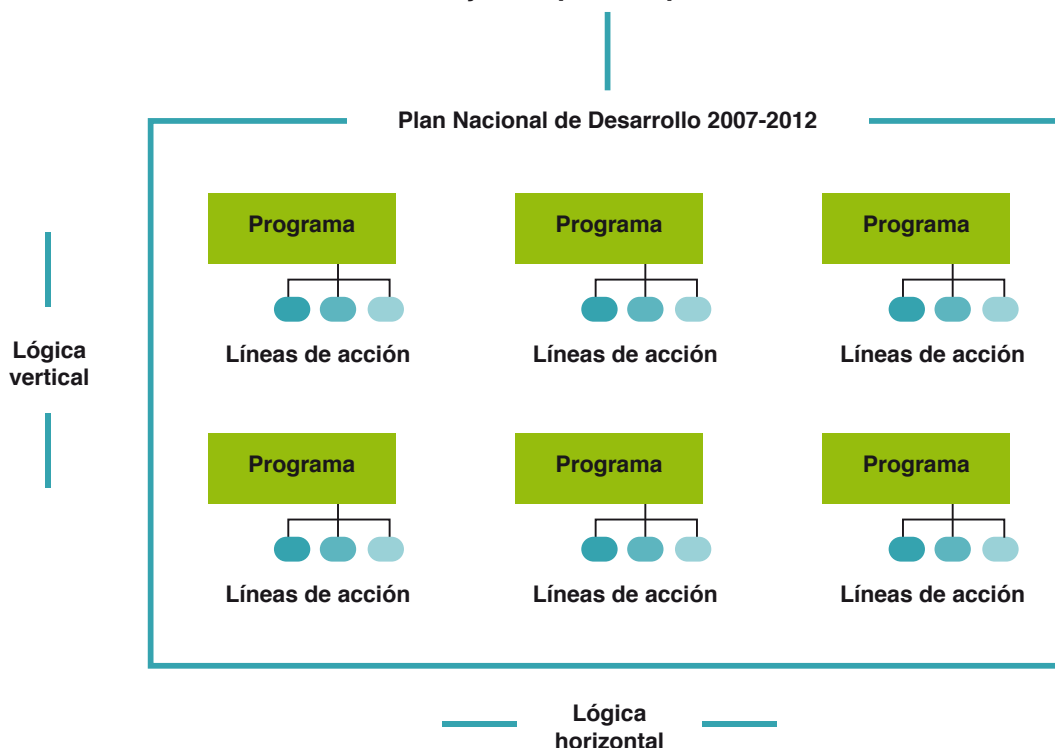 Plan Nacional de Desarrollo 2007-2012
Programa Programa Programa
Líneas de acción Líneas de acción Líneas de acción
Lógica
vertical
Programa Programa Programa
Líneas de acción Líneas de acción Líneas de acción
Lógica
horizontal